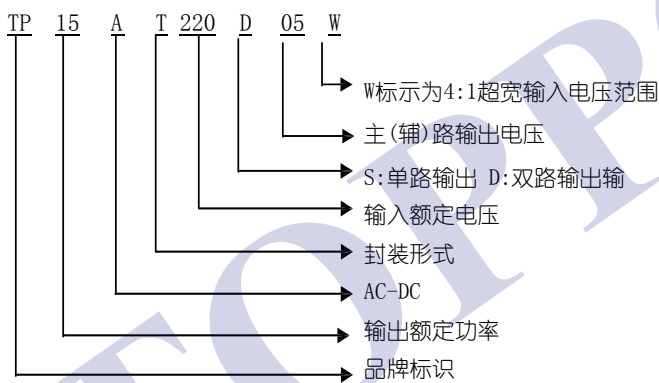 TP 15 A T 220 D 05 W
W标示为4:1超宽输入电压范围
主(辅)路输出电压
S:单路输出 D:双路输出输
输入额定电压
封装形式
AC-DC
输出额定功率
品牌标识